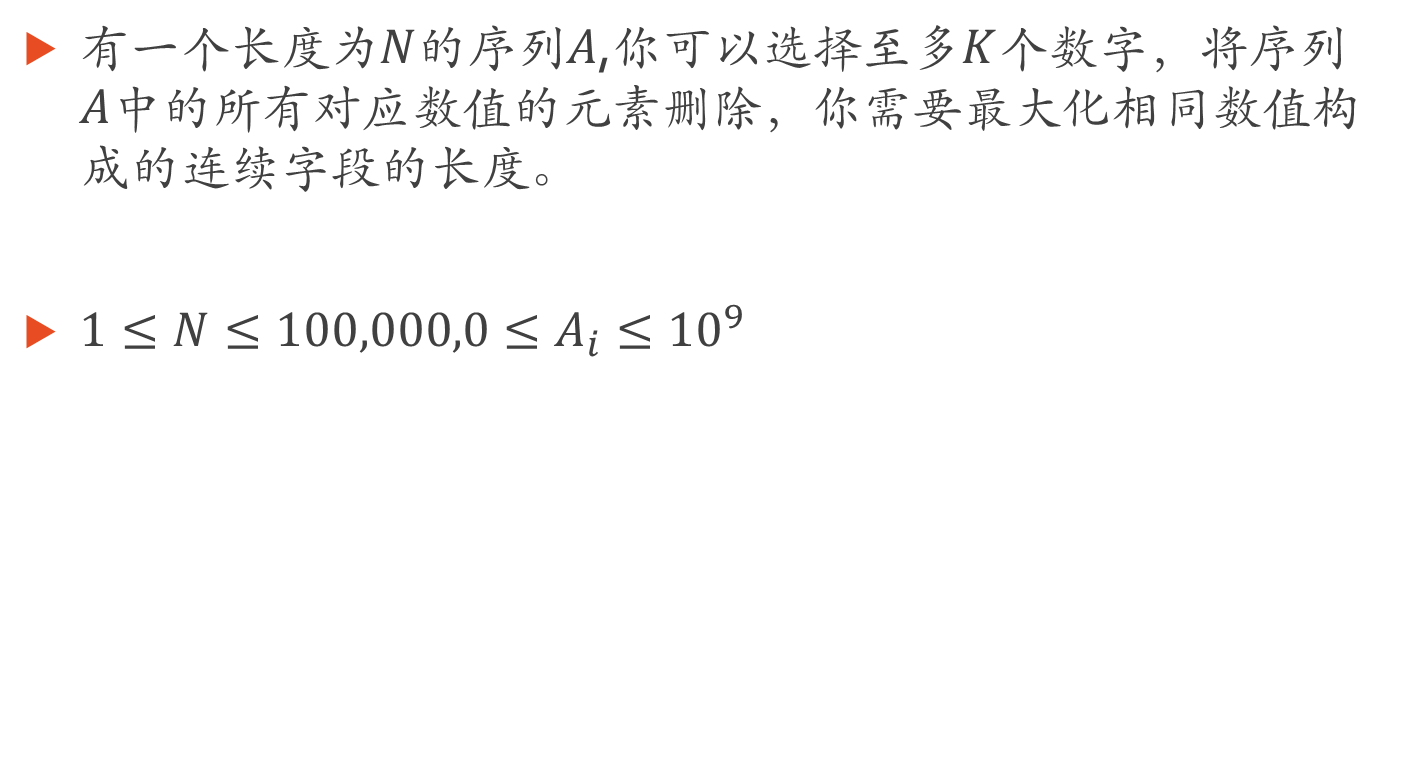 有一个长度为N的序列A,你可以选择至多K个数字，将序列
A中的所有对应数值的元素删除，你需要最大化相同数值构
成的连续字段的长度。
1 ≤ N ≤ 100,000,0 ≤ Aᵢ ≤ 10⁹